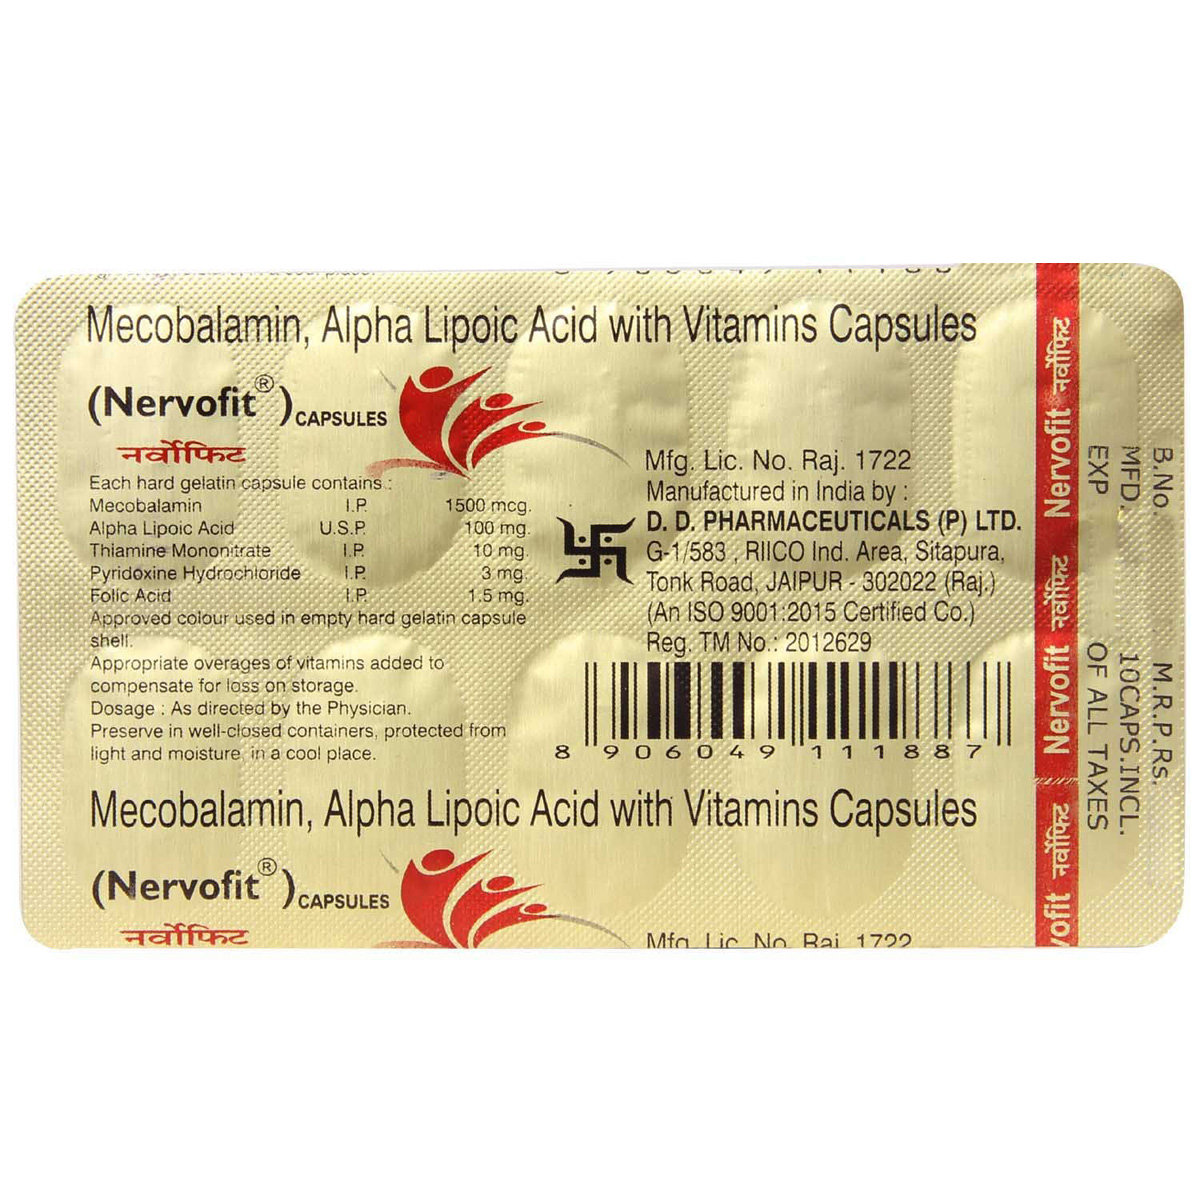 Mecobalamin, Alpha Lipoic Acid with Vitamins Capsules
(Nervofit®) CAPSULES
नर्वोफिट
Each hard gelatin capsule contains :
Mecobalamin I.P. 1500 mcg.
Alpha Lipoic Acid U.S.P. 100 mg.
Thiamine Mononitrate I.P. 10 mg.
Pyridoxine Hydrochloride I.P. 3 mg.
Folic Acid I.P. 1.5 mg.
Approved colour used in empty hard gelatin capsule
shell.
Appropriate overages of vitamins added to
compensate for loss on storage.
Dosage : As directed by the Physician.
Preserve in well-closed containers, protected from
light and moisture, in a cool place.
Mfg. Lic. No. Raj. 1722
Manufactured in India by :
D. D. PHARMACEUTICALS (P) LTD.
G-1/583 , RIICO Ind. Area, Sitapura,
Tonk Road, JAIPUR - 302022 (Raj.)
(An ISO 9001:2015 Certified Co.)
Reg. TM No.: 2012629
8 906049 111887
Mecobalamin, Alpha Lipoic Acid with Vitamins Capsules
(Nervofit®) CAPSULES
नर्वोफिट
Mfg. Lic. No. Raj. 1722
vofit नर्वोफिट Nervofit नर्वोफिट Nervofit नर्वोफिट
B.No.
MFD.
EXP
M.R.P.Rs.
10CAPS.INCL.
OF ALL TAXES